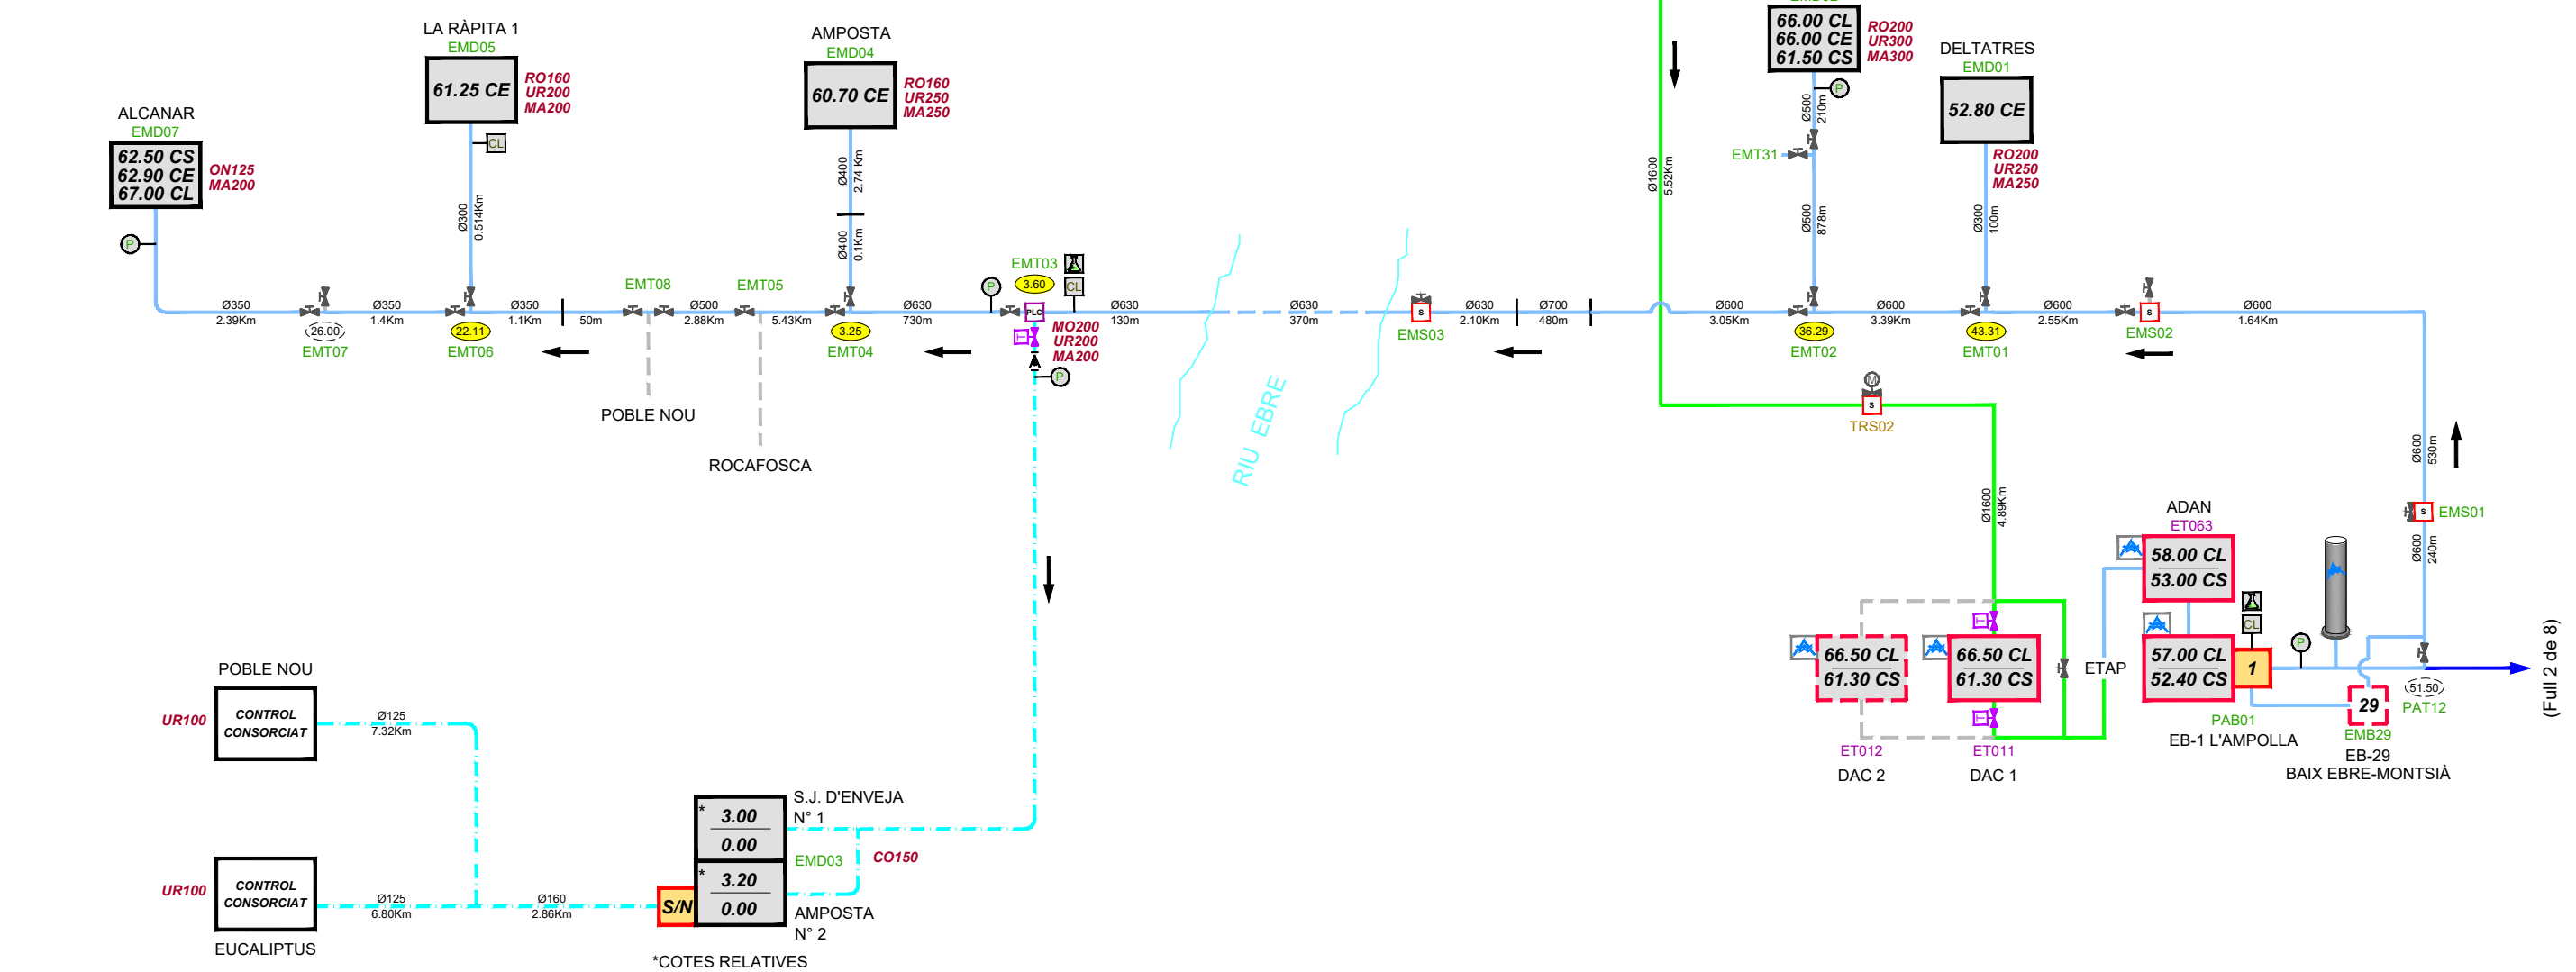 LA RÀPITA 1
EMD05
61.25 CE
RO160
UR200
MA200
CL
Ø300
0.514Km
ALCANAR
EMD07
62.50 CS
62.90 CE
67.00 CL
ON125
MA200
P
AMPOSTA
EMD04
60.70 CE
RO160
UR250
MA250
Ø400
2.74 Km
Ø400
0.1Km
66.00 CL
66.00 CE
61.50 CS
RO200
UR300
MA300
P
Ø500
210m
EMT31
Ø500
878m
DELTATRES
EMD01
52.80 CE
RO200
UR250
MA250
Ø300
100m
Ø1600
5.52Km
Ø350
2.39Km
26.00
EMT07
Ø350
1.4Km
22.11
EMT06
Ø350
1.1Km
50m
EMT08
Ø500
2.88Km
EMT05
5.43Km
3.25
EMT04
Ø630
730m
P
EMT03
3.60
PLC
CL
T
MO200
UR200
MA200
P
Ø630
130m
Ø630
370m
S
EMS03
Ø630
2.10Km
Ø700
480m
Ø600
3.05Km
36.29
EMT02
Ø600
3.39Km
43.31
EMT01
Ø600
2.55Km
S
EMS02
Ø600
1.64Km
POBLE NOU
ROCAFOSCA
RIU EBRE
M
S
TRS02
Ø1600
4.89Km
Ø600
530m
S
EMS01
Ø600
240m
ADAN
ET063
58.00 CL
53.00 CS
CL
57.00 CL
52.40 CS
1
P
PAB01
EB-1 L'AMPOLLA
29
EMB29
EB-29
BAIX EBRE-MONTSIÀ
51.50
PAT12
(Full 2 de 8)
ETAP
66.50 CL
61.30 CS
ET012
DAC 2
T
66.50 CL
61.30 CS
T
ET011
DAC 1
POBLE NOU
UR100
CONTROL
CONSORCIAT
Ø125
7.32Km
UR100
CONTROL
CONSORCIAT
EUCALIPTUS
Ø125
6.80Km
Ø160
2.86Km
S/N
* 3.00
0.00
* 3.20
0.00
S.J. D'ENVEJA
N° 1
EMD03
CO150
AMPOSTA
N° 2
*COTES RELATIVES